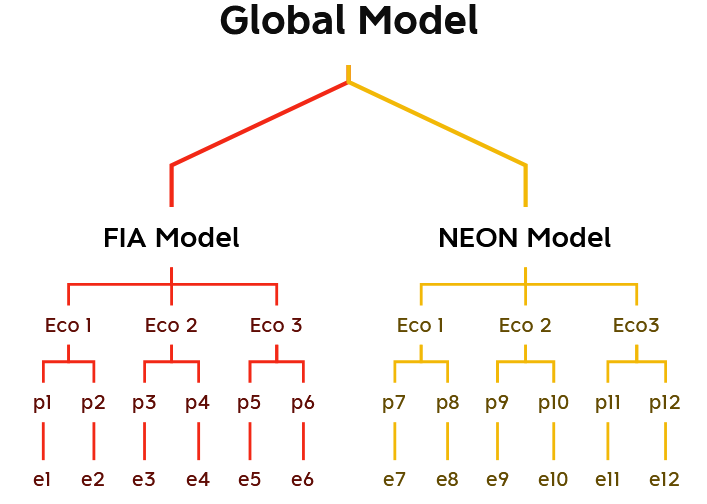 Global Model
FIA Model NEON Model
Eco 1 Eco 2 Eco 3 Eco 1 Eco 2 Eco3
p1 p2 p3 p4 p5 p6 p7 p8 p9 p10 p11 p12
e1 e2 e3 e4 e5 e6 e7 e8 e9 e10 e11 e12